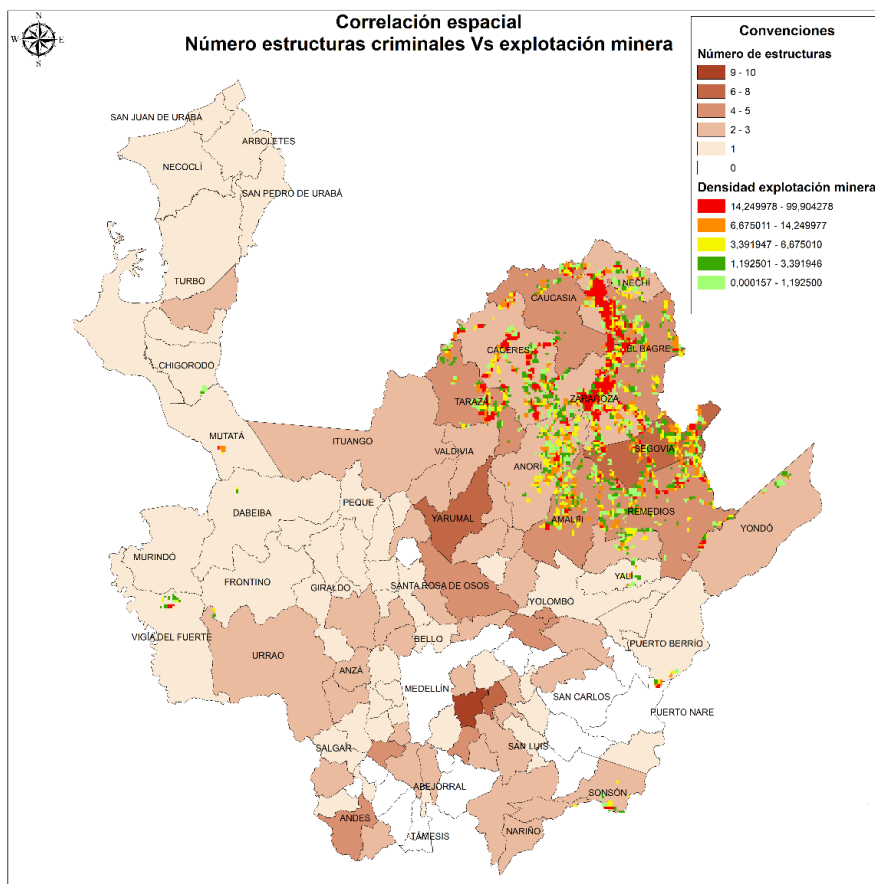 Correlación espacial
Número estructuras criminales Vs explotación minera
N
W
E
S
Convenciones
Número de estructuras
9 - 10
6 - 8
4 - 5
2 - 3
1
0
Densidad explotación minera
14,249978 - 99,904278
6,675011 - 14,249977
3,391947 - 6,675010
1,192501 - 3,391946
0,000157 - 1,192500
SAN JUAN DE URABÁ
ARBOLETES
NECOCLÍ
SAN PEDRO DE URABÁ
TURBO
NECHÍ
CAUCASIA
CÁCERES
EL BAGRE
CHIGORODO
TARAZÁ
ZARAGOZA
MUTATÁ
ITUANGO
VALDIVIA
SEGOVIA
ANORÍ
PEQUE
DABEIBA
YARUMAL
AMALFI
REMEDIOS
YONDÓ
MURINDÓ
FRONTINO
GIRALDO
SANTA ROSA DE OSOS
YALÍ
YOLOMBÓ
VIGÍA DEL FUERTE
BELLO
PUERTO BERRÍO
URRAO
ANZÁ
MEDELLÍN
SAN CARLOS
PUERTO NARE
SALGAR
SAN LUIS
ABEJORRAL
SONSÓN
ANDES
TÁMESIS
NARIÑO